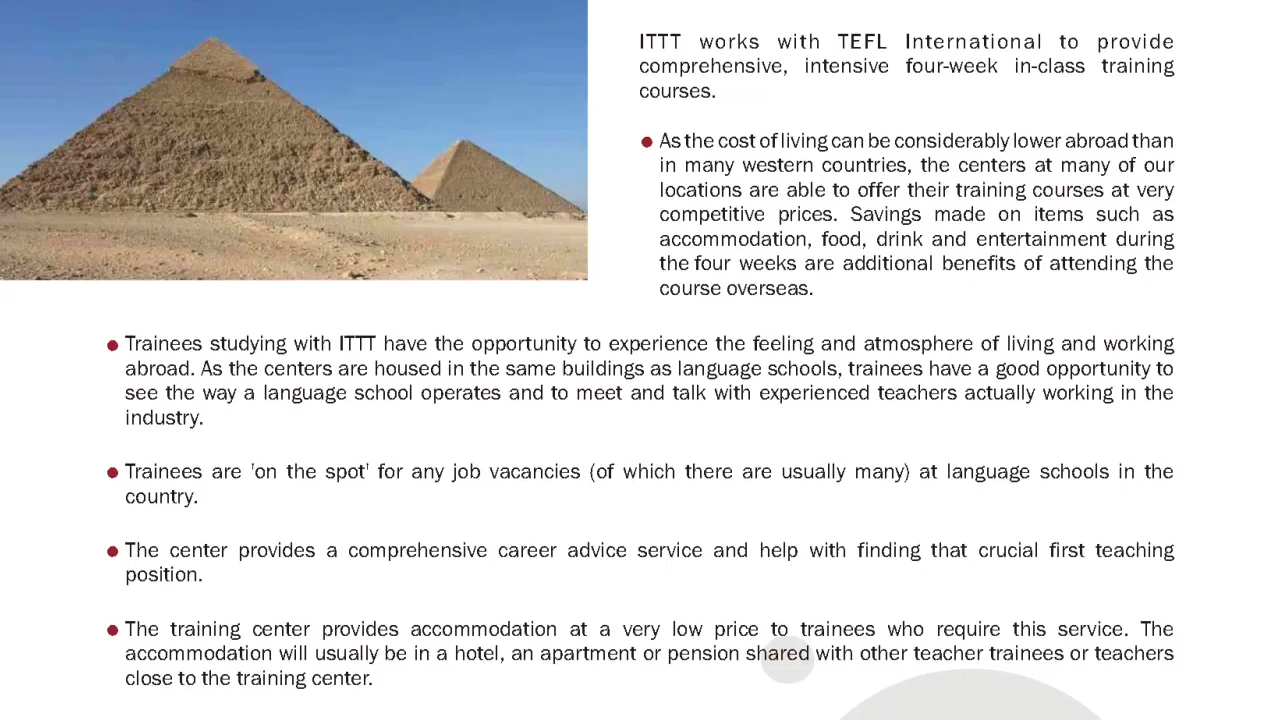 ITTT works with TEFL International to provide
comprehensive, intensive four-week in-class training
courses.
As the cost of living can be considerably lower abroad than
in many western countries, the centers at many of our
locations are able to offer their training courses at very
competitive prices. Savings made on items such as
accommodation, food, drink and entertainment during
the four weeks are additional benefits of attending the
course overseas.
Trainees studying with ITTT have the opportunity to experience the feeling and atmosphere of living and working
abroad. As the centers are housed in the same buildings as language schools, trainees have a good opportunity to
see the way a language school operates and to meet and talk with experienced teachers actually working in the
industry.
Trainees are 'on the spot' for any job vacancies (of which there are usually many) at language schools in the
country.
The center provides a comprehensive career advice service and help with finding that crucial first teaching
position.
The training center provides accommodation at a very low price to trainees who require this service. The
accommodation will usually be in a hotel, an apartment or pension shared with other teacher trainees or teachers
close to the training center.